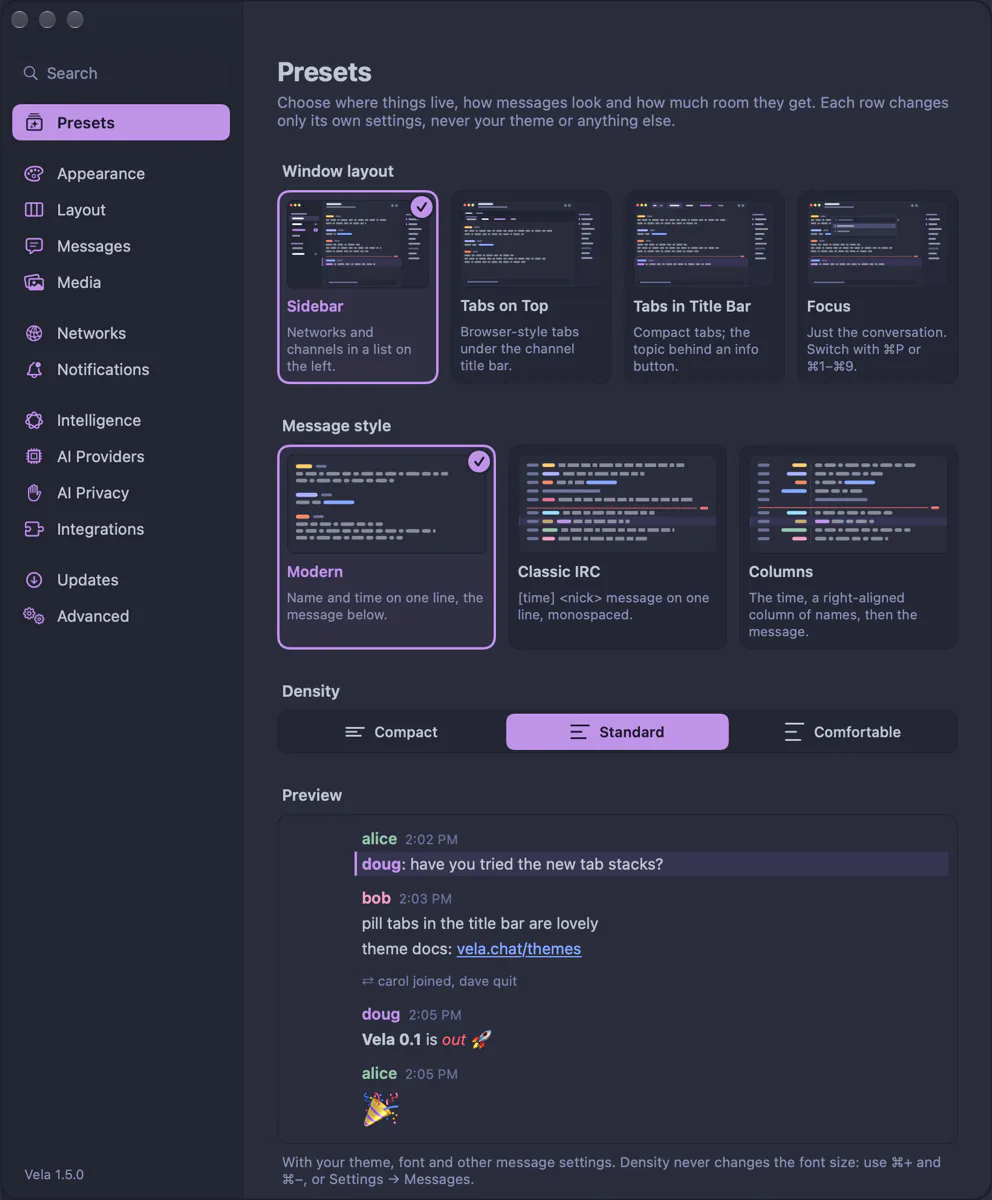 Search
Presets
Appearance
Layout
Messages
Media
Networks
Notifications
Intelligence
AI Providers
AI Privacy
Integrations
Updates
Advanced
Vela 1.5.0
Presets
Choose where things live, how messages look and how much room they get. Each row changes
only its own settings, never your theme or anything else.
Window layout
Sidebar
Networks and
channels in a list on
the left.
Tabs on Top
Browser-style tabs
under the channel
title bar.
Tabs in Title Bar
Compact tabs; the
topic behind an info
button.
Focus
Just the conversation.
Switch with ⌘P or
⌘1–⌘9.
Message style
Modern
Name and time on one line, the
message below.
Classic IRC
[time] <nick> message on one
line, monospaced.
Columns
The time, a right-aligned
column of names, then the
message.
Density
Compact
Standard
Comfortable
Preview
alice 2:02 PM
doug: have you tried the new tab stacks?
bob 2:03 PM
pill tabs in the title bar are lovely
theme docs: vela.chat/themes
⇄ carol joined, dave quit
doug 2:05 PM
Vela 0.1 is out 🚀
alice 2:05 PM
🎉
With your theme, font and other message settings. Density never changes the font size: use ⌘+ and
⌘−, or Settings → Messages.